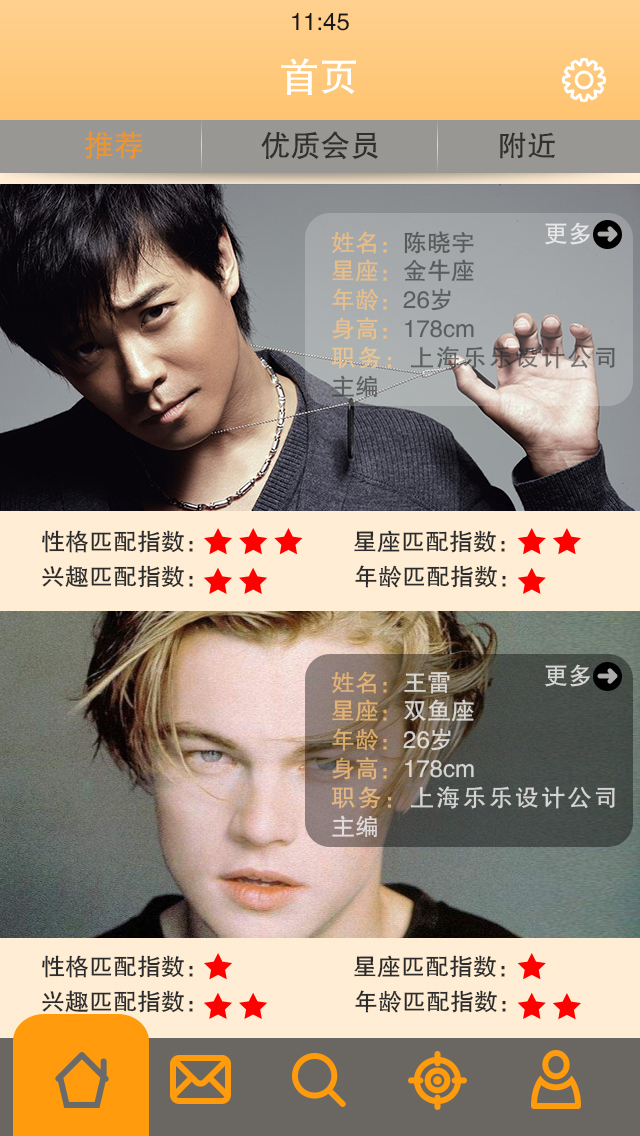 11:45
首页
推荐 优质会员 附近
更多
姓名：陈晓宇
星座：金牛座
年龄：26岁
身高：178cm
职务：上海乐乐设计公司
主编
性格匹配指数： 星座匹配指数：
兴趣匹配指数： 年龄匹配指数：
更多
姓名：王雷
星座：双鱼座
年龄：26岁
身高：178cm
职务：上海乐乐设计公司
主编
性格匹配指数： 星座匹配指数：
兴趣匹配指数： 年龄匹配指数：